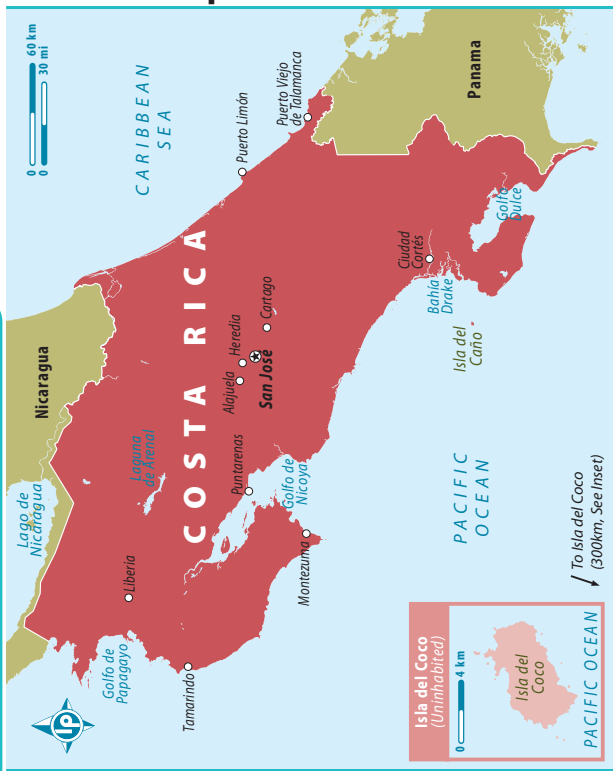 LP
0
60 km
0
30 mi
CARIBBEAN
SEA
Lago de
Nicaragua
Nicaragua
Panama
Golfo de
Papagayo
Liberia
Tamarindo
Laguna
de Arenal
COSTA RICA
Puerto Limón
Puerto Viejo
de Talamanca
Puntarenas
Alajuela
Heredia
San José
Cartago
Golfo de
Nicoya
Montezuma
Ciudad
Cortés
Bahía
Drake
Golfo
Dulce
Isla del
Caño
PACIFIC
OCEAN
To Isla del Coco
(300km, See Inset)
Isla del Coco
(Uninhabited)
0
4 km
Isla del
Coco
PACIFIC OCEAN